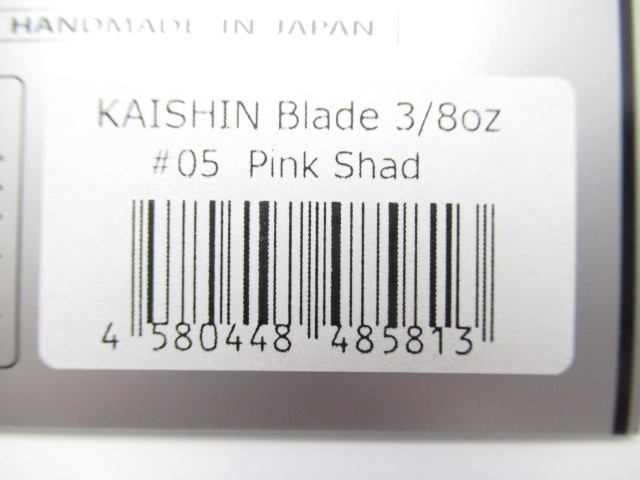 HANDMADE IN JAPAN
KAISHIN Blade 3/8oz
#05 Pink Shad
4 580448 485813